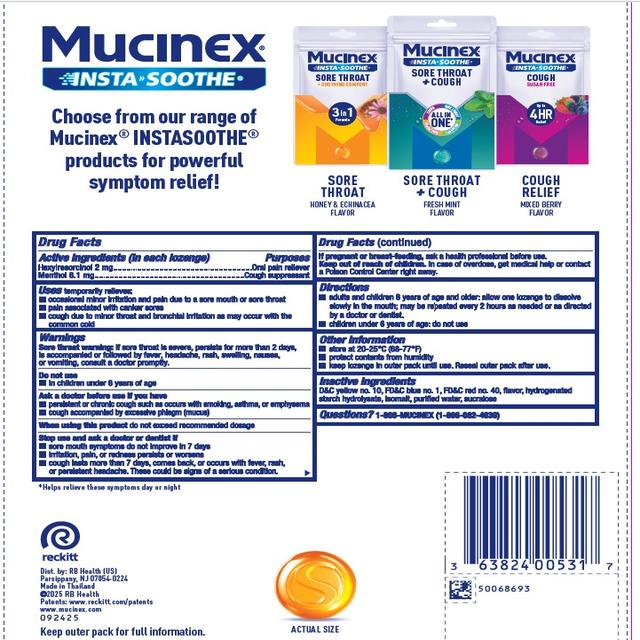 Mucinex®
INSTA»SOOTHE®
Choose from our range of
Mucinex® INSTASOOTHE®
products for powerful
symptom relief!
Mucinex
INSTA»SOOTHE
SORE THROAT
+ SOOTHING COMFORT
3 in 1
Formula
Mucinex
INSTA»SOOTHE
SORE THROAT
+ COUGH
ALL IN
ONE*
Mucinex
INSTA»SOOTHE
COUGH
SUGAR FREE
Up to
4HR
Relief
SORE
THROAT
HONEY & ECHINACEA
FLAVOR
SORE THROAT
+ COUGH
FRESH MINT
FLAVOR
COUGH
RELIEF
MIXED BERRY
FLAVOR
Drug Facts
Active ingredients (in each lozenge) Purposes
Hexylresorcinol 2 mg Oral pain reliever
Menthol 8.1 mg Cough suppressant
Uses temporarily relieves:
■ occasional minor irritation and pain due to a sore mouth or sore throat
■ pain associated with canker sores
■ cough due to minor throat and bronchial irritation as may occur with the
common cold
Warnings
Sore throat warning: if sore throat is severe, persists for more than 2 days,
is accompanied or followed by fever, headache, rash, swelling, nausea,
or vomiting, consult a doctor promptly.
Do not use
■ in children under 6 years of age
Ask a doctor before use if you have
■ persistent or chronic cough such as occurs with smoking, asthma, or emphysema
■ cough accompanied by excessive phlegm (mucus)
When using this product do not exceed recommended dosage
Stop use and ask a doctor or dentist if
■ sore mouth symptoms do not improve in 7 days
■ irritation, pain, or redness persists or worsens
■ cough lasts more than 7 days, comes back, or occurs with fever, rash,
or persistent headache. These could be signs of a serious condition.
*Helps relieve these symptoms day or night
Drug Facts (continued)
If pregnant or breast-feeding, ask a health professional before use.
Keep out of reach of children. In case of overdose, get medical help or contact
a Poison Control Center right away.
Directions
■ adults and children 6 years of age and older: allow one lozenge to dissolve
slowly in the mouth; may be repeated every 2 hours as needed or as directed
by a doctor or dentist.
■ children under 6 years of age: do not use
Other information
■ store at 20-25°C (68-77°F)
■ protect contents from humidity
■ keep lozenge in outer pack until use. Reseal outer pack after use.
Inactive ingredients
D&C yellow no. 10, FD&C blue no. 1, FD&C red no. 40, flavor, hydrogenated
starch hydrolysate, isomalt, purified water, sucralose
Questions? 1-866-MUCINEX (1-866-682-4639)
reckitt
Dist. by: RB Health (US)
Parsippany, NJ 07054-0224
Made in Thailand
©2025 RB Health
Patents: www.reckitt.com/patents
www.mucinex.com
092425
Keep outer pack for full information.
ACTUAL SIZE
3 63824 00531 7
50068693